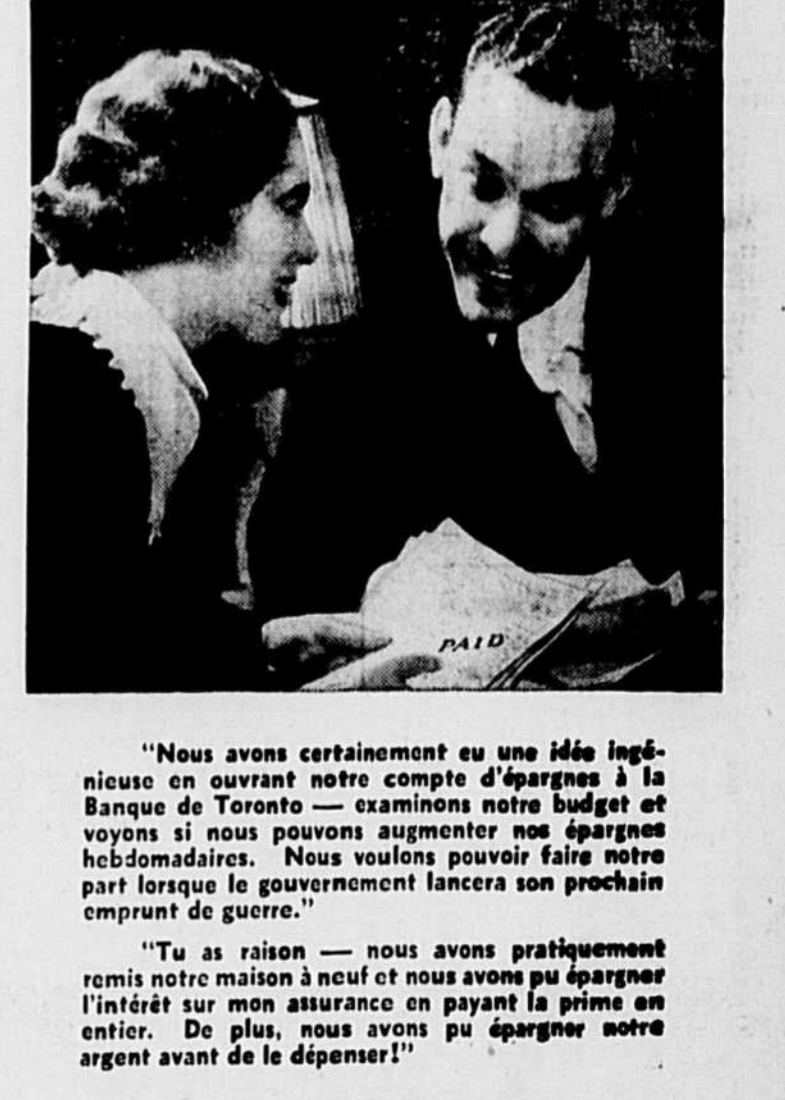 PAID
"Nous avons certainement eu une idée ingé-
nieuse en ouvrant notre compte d'épargnes à la
Banque de Toronto — examinons notre budget et
voyons si nous pouvons augmenter nos épargnes
hebdomadaires. Nous voulons pouvoir faire notre
part lorsque le gouvernement lancera son prochain
emprunt de guerre."
"Tu as raison — nous avons pratiquement
remis notre maison à neuf et nous avons pu épargner
l'intérêt sur mon assurance en payant la prime en
entier. De plus, nous avons pu épargner notre
argent avant de le dépenser!"